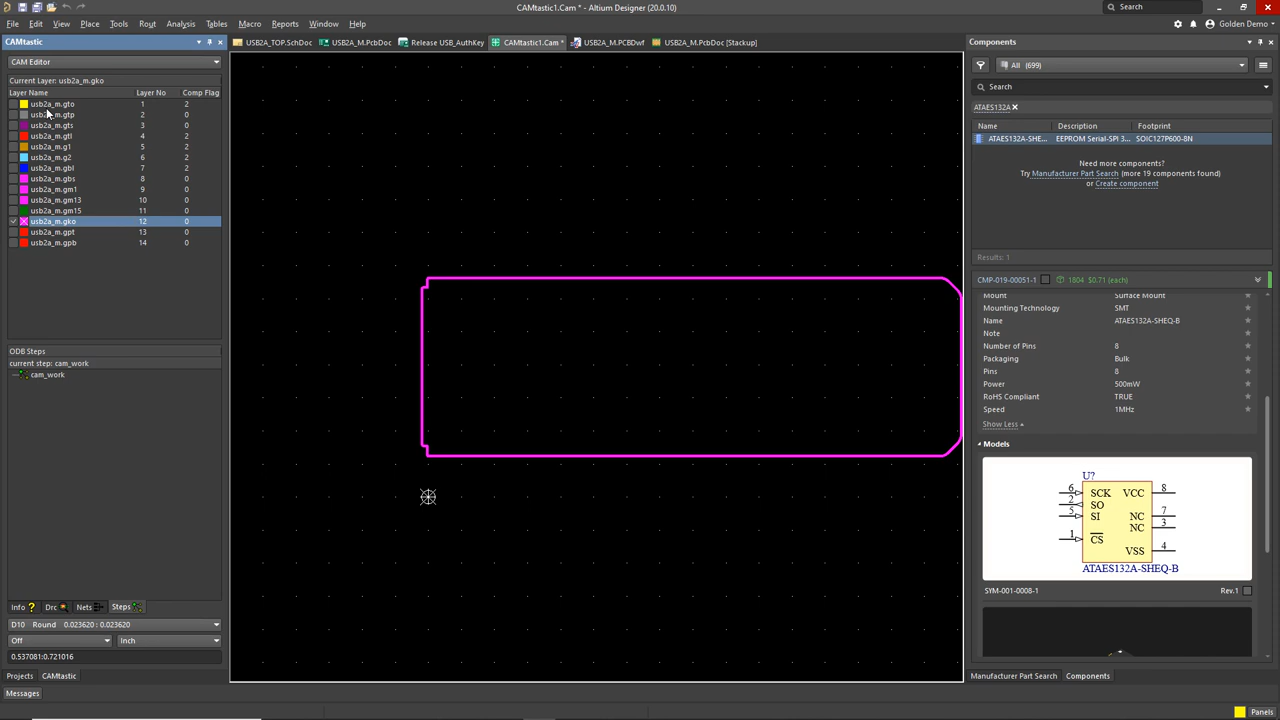 CAMtastic1.Cam * - Altium Designer (20.0.10)
Search
File Edit View Place Tools Rout Analysis Tables Macro Reports Window Help
Golden Demo
CAMtastic
USB2A_TOP.SchDoc USB2A_M.PcbDoc Release USB_AuthKey CAMtastic1.Cam * USB2A_M.PCBDwf USB2A_M.PcbDoc [Stackup]
Components
CAM Editor
All (699)
Current Layer: usb2a_m.gko
Layer Name Layer No Comp Flag
usb2a_m.gto 1 2
usb2a_m.gtp 2 0
usb2a_m.gts 3 0
usb2a_m.gtl 4 2
usb2a_m.g1 5 2
usb2a_m.g2 6 2
usb2a_m.gbl 7 2
usb2a_m.gbs 8 0
usb2a_m.gm1 9 0
usb2a_m.gm13 10 0
usb2a_m.gm15 11 0
usb2a_m.gko 12 0
usb2a_m.gpt 13 0
usb2a_m.gpb 14 0
ODB Steps
current step: cam_work
cam_work
Info ? Drc Nets Steps
D10 Round 0.023620 : 0.023620
Off Inch
0.537081:0.721016
Projects CAMtastic
Messages
Search
ATAES132A
Name Description Footprint
ATAES132A-SHE... EEPROM Serial-SPI 3... SOIC127P600-8N
Need more components?
Try Manufacturer Part Search (more 19 components found)
or Create component
Results: 1
CMP-019-00051-1 1804 $0.71 (each)
Mount Surface Mount
Mounting Technology SMT
Name ATAES132A-SHEQ-B
Note
Number of Pins 8
Packaging Bulk
Pins 8
Power 500mW
RoHS Compliant TRUE
Speed 1MHz
Show Less
Models
U?
6 SCK VCC 8
2 SO
5 SI NC 7
NC 3
1 CS
VSS 4
ATAES132A-SHEQ-B
SYM-001-0008-1 Rev.1
Manufacturer Part Search Components
Panels